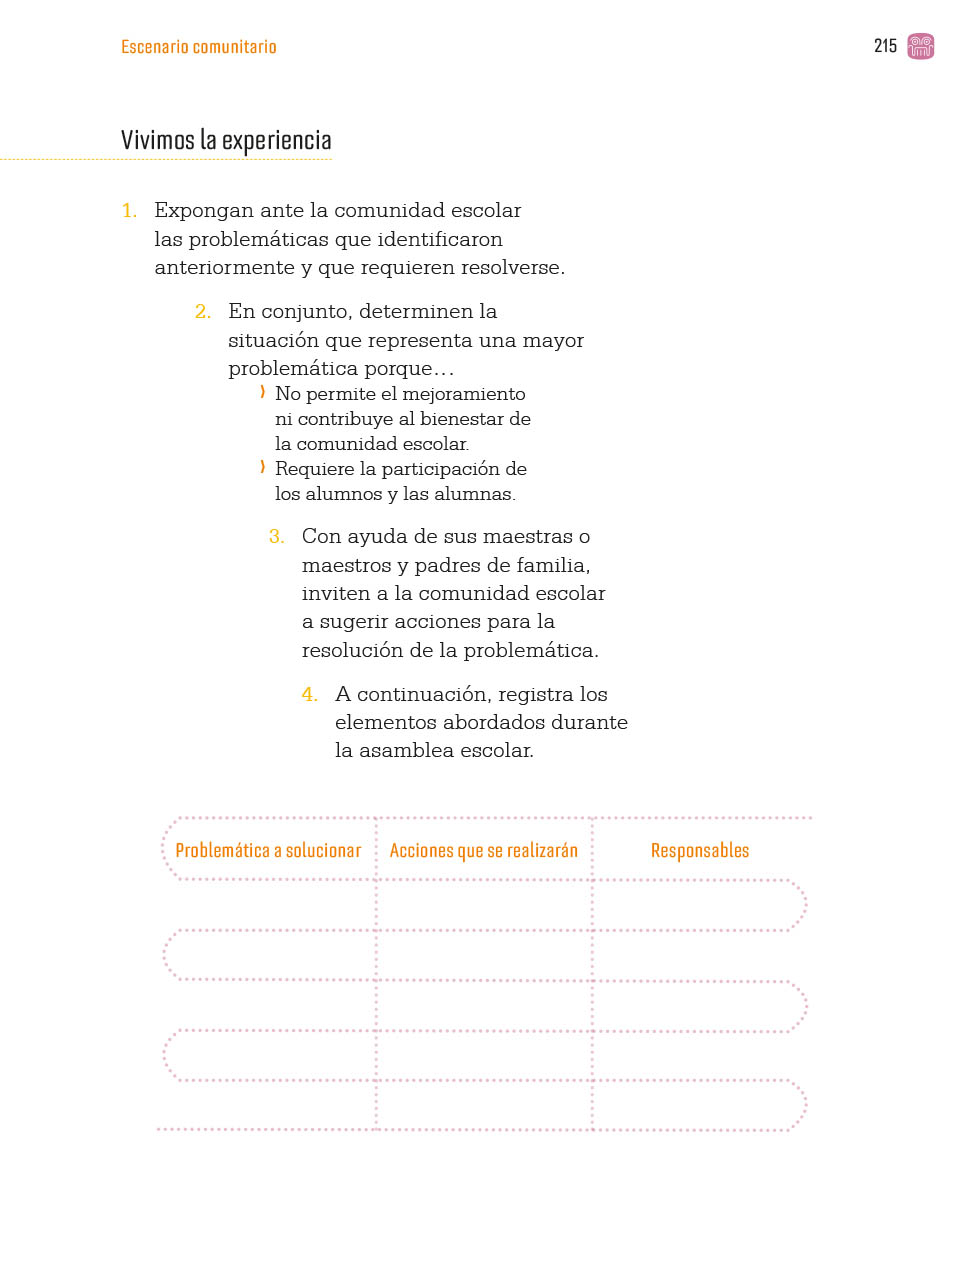 Escenario comunitario
215
Vivimos la experiencia
1. Expongan ante la comunidad escolar
las problemáticas que identificaron
anteriormente y que requieren resolverse.
2. En conjunto, determinen la
situación que representa una mayor
problemática porque…
⟩ No permite el mejoramiento
ni contribuye al bienestar de
la comunidad escolar.
⟩ Requiere la participación de
los alumnos y las alumnas.
3. Con ayuda de sus maestras o
maestros y padres de familia,
inviten a la comunidad escolar
a sugerir acciones para la
resolución de la problemática.
4. A continuación, registra los
elementos abordados durante
la asamblea escolar.
Problemática a solucionar Acciones que se realizarán Responsables